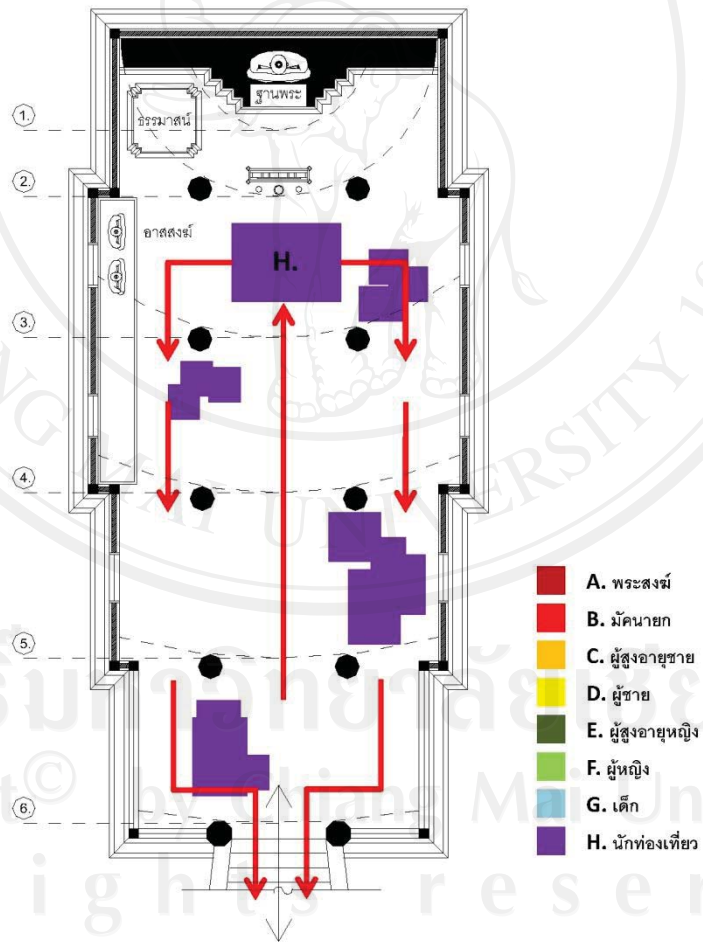 ฐานพระ
ธรรมาสน์
1.
2.
อาสสงฆ์
H.
3.
4.
5.
6.
A. พระสงฆ์
B. มัคนายก
C. ผู้สูงอายุชาย
D. ผู้ชาย
E. ผู้สูงอายุหญิง
F. ผู้หญิง
G. เด็ก
H. นักท่องเที่ยว